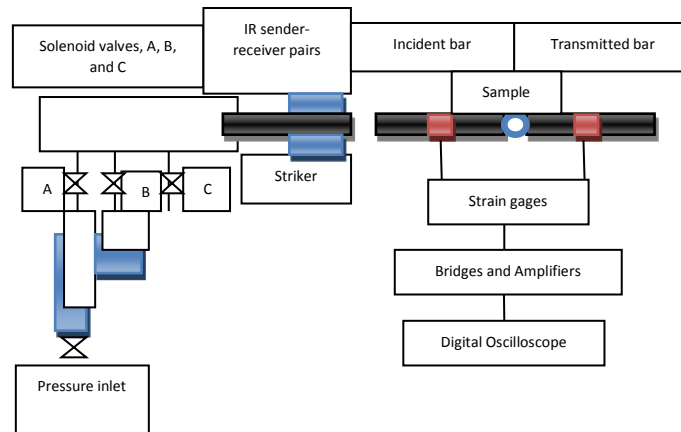 Solenoid valves, A, B,
and C
IR sender-
receiver pairs
Incident bar
Transmitted bar
Sample
Striker
A
B
C
Strain gages
Bridges and Amplifiers
Digital Oscilloscope
Pressure inlet